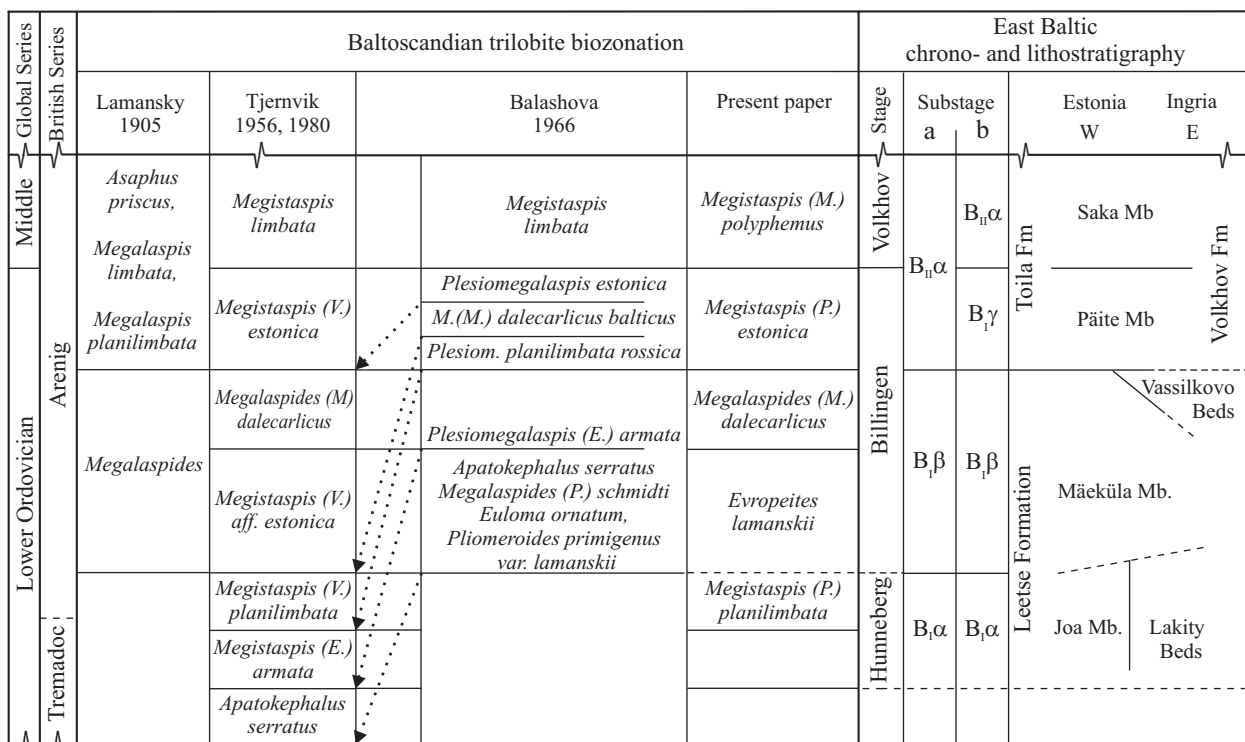 Global Series
British Series
Baltoscandian trilobite biozonation
East Baltic
chrono- and lithostratigraphy
Lamansky
1905
Tjernvik
1956, 1980
Balashova
1966
Present paper
Stage
Substage
a b
Estonia Ingria
W E
Middle
Lower Ordovician
Arenig
Tremadoc
Asaphus
priscus,
Megalaspis
limbata,
Megalaspis
planilimbata
Megalaspides
Megistaspis
limbata
Megistaspis (V.)
estonica
Megalaspides (M)
dalecarlicus
Megistaspis (V.)
aff. estonica
Megistaspis (V.)
planilimbata
Megistaspis (E.)
armata
Apatokephalus
serratus
Megistaspis
limbata
Plesiomegalaspis estonica
M.(M.) dalecarlicus balticus
Plesiom. planilimbata rossica
Plesiomegalaspis (E.) armata
Apatokephalus serratus
Megalaspides (P.) schmidti
Euloma ornatum,
Pliomeroides primigenus
var. lamanskii
Megistaspis (M.)
polyphemus
Megistaspis (P.)
estonica
Megalaspides (M.)
dalecarlicus
Evropeites
lamanskii
Megistaspis (P.)
planilimbata
Volkhov
Billingen
Hunneberg
BIIα
BIβ
BIα
BIIα
BIγ
BIβ
BIα
Toila Fm
Leetse Formation
Saka Mb
Päite Mb
Volkhov Fm
Vassilkovo
Beds
Mäeküla Mb.
Joa Mb.
Lakity
Beds